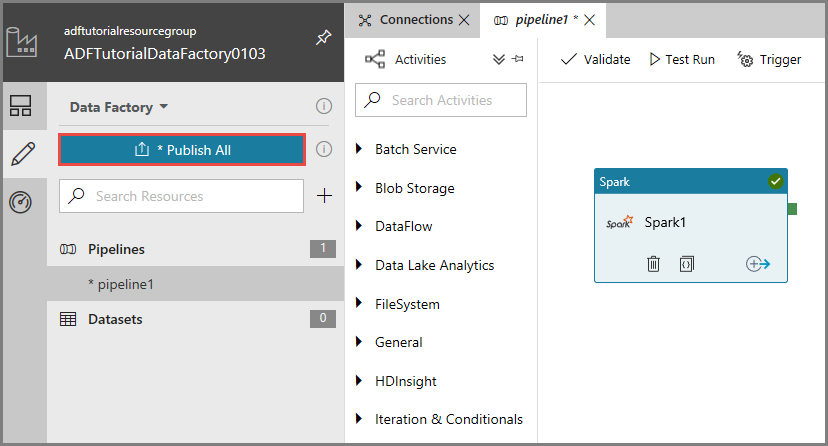 adftutorialresourcegroup
ADFTutorialDataFactory0103
Data Factory
* Publish All
Search Resources
Pipelines 1
* pipeline1
Datasets 0
Connections
pipeline1 *
Activities
Search Activities
Batch Service
Blob Storage
DataFlow
Data Lake Analytics
FileSystem
General
HDInsight
Iteration & Conditionals
Validate Test Run Trigger
Spark
Spark Spark1